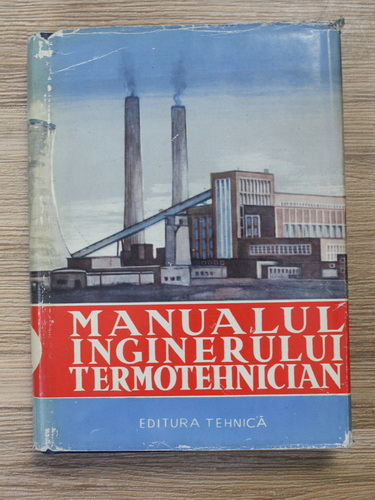 MANUALUL
INGINERULUI
TERMOTEHNICIAN
EDITURA TEHNICĂ